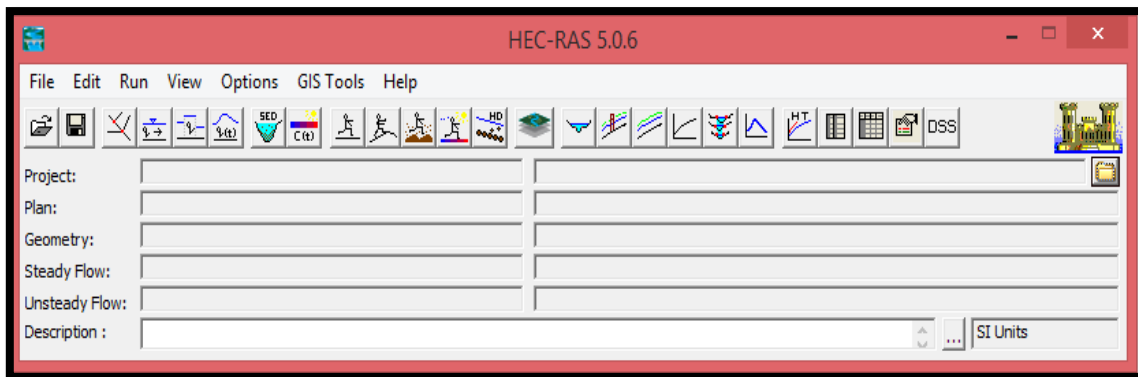 HEC-RAS 5.0.6
File Edit Run View Options GIS Tools Help
SED C(t) HD HT DSS
Project:
Plan:
Geometry:
Steady Flow:
Unsteady Flow:
Description : ... SI Units